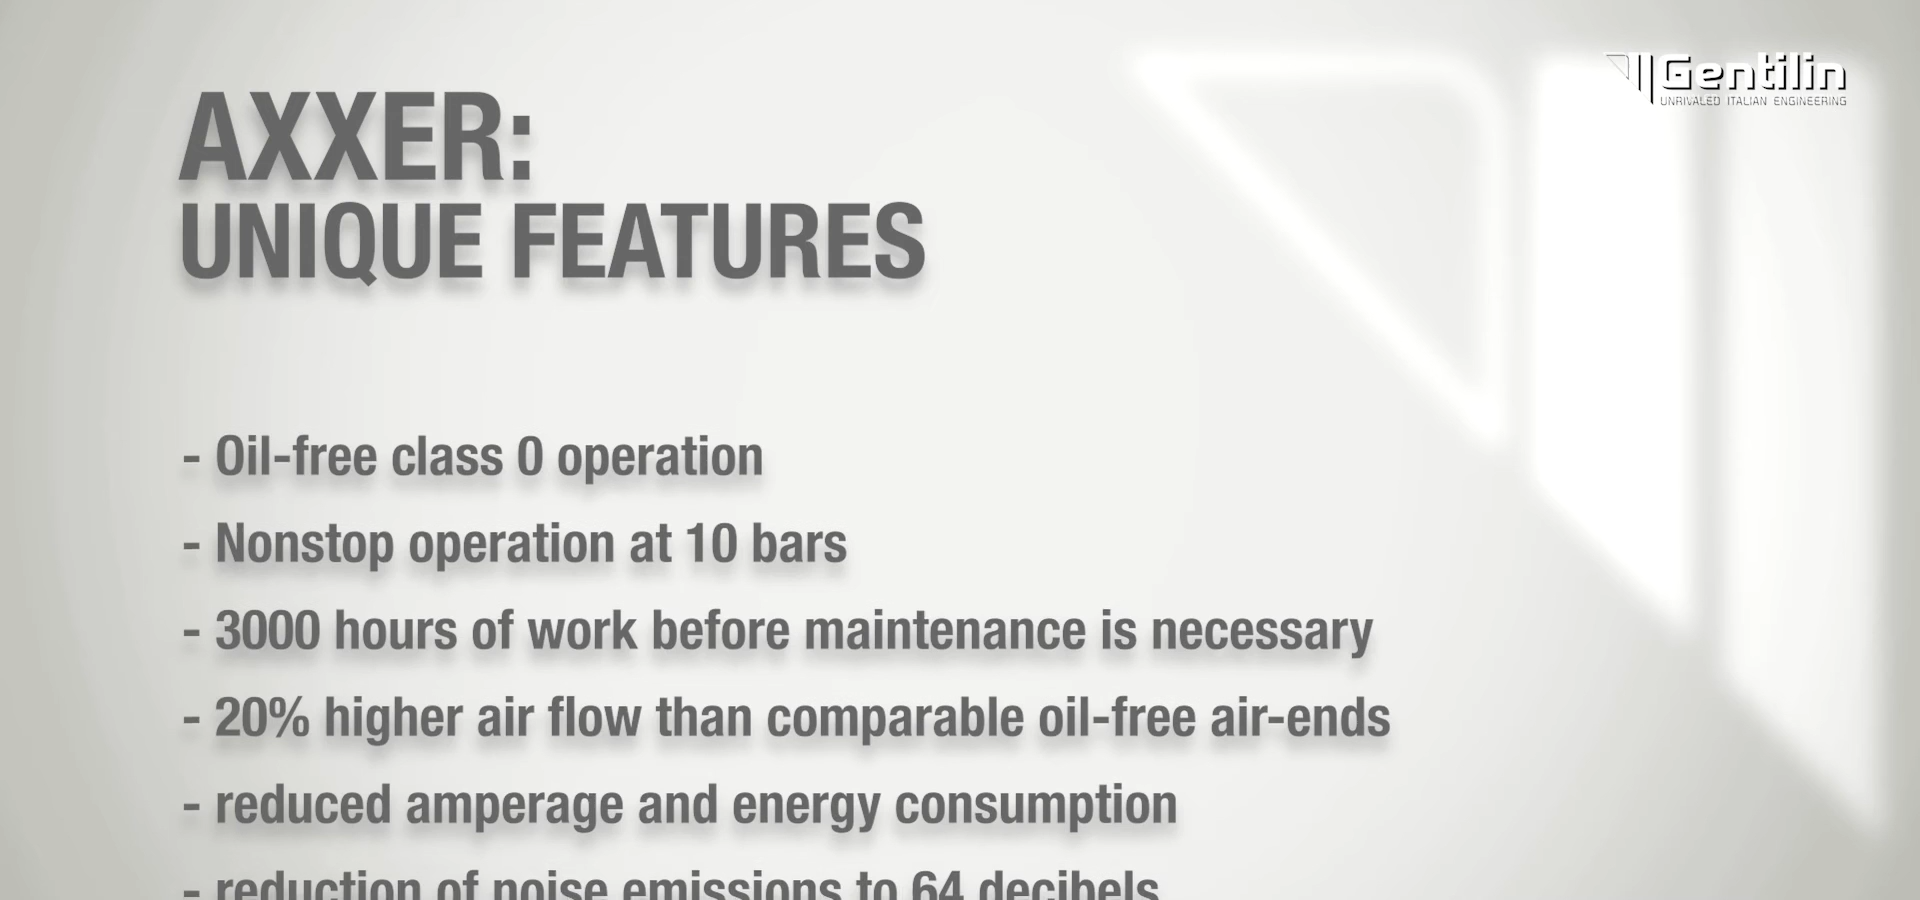 Gentilin
UNRIVALED ITALIAN ENGINEERING
AXXER:
UNIQUE FEATURES
- Oil-free class 0 operation
- Nonstop operation at 10 bars
- 3000 hours of work before maintenance is necessary
- 20% higher air flow than comparable oil-free air-ends
- reduced amperage and energy consumption
- reduction of noise emissions to 64 decibels